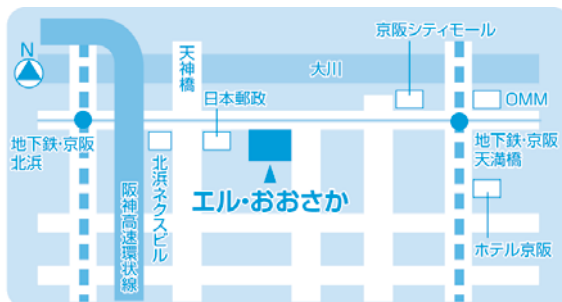 京阪シティモール
N
天神橋
大川
日本郵政
OMM
地下鉄・京阪
北浜
地下鉄・京阪
天満橋
北浜ネクスビル
阪神高速環状線
エル・おおさか
ホテル京阪